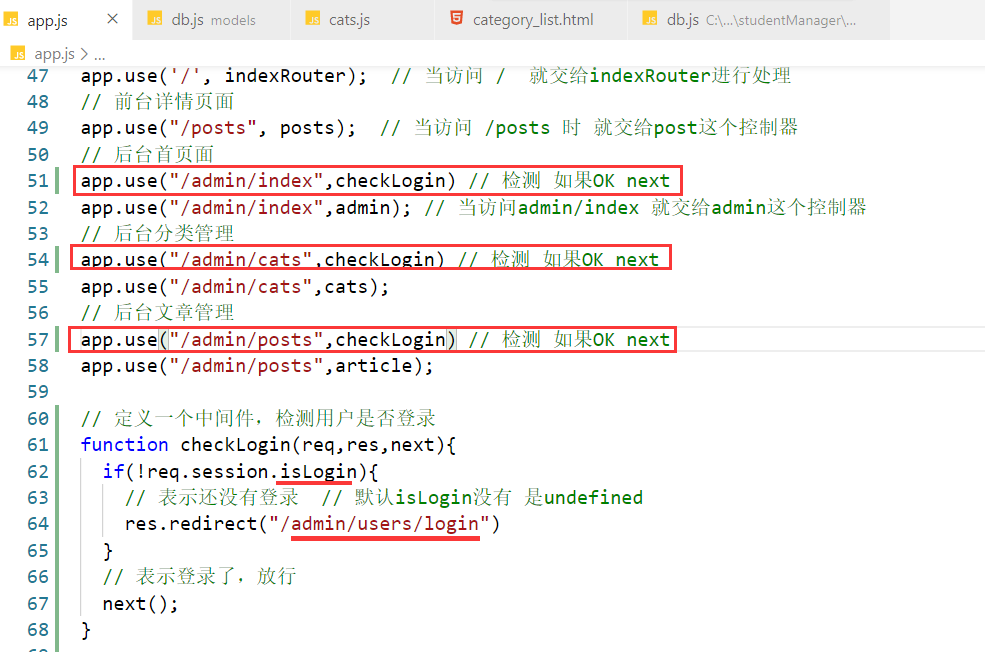 JS app.js × JS db.js models JS cats.js 5 category_list.html JS db.js C:\...\studentManager\...
JS app.js > ...
47 app.use('/', indexRouter);  // 当访问 /  就交给indexRouter进行处理
48 // 前台详情页面
49 app.use("/posts", posts);  // 当访问 /posts 时 就交给post这个控制器
50 // 后台首页面
51 app.use("/admin/index",checkLogin) // 检测 如果OK next
52 app.use("/admin/index",admin); // 当访问admin/index 就交给admin这个控制器
53 // 后台分类管理
54 app.use("/admin/cats",checkLogin) // 检测 如果OK next
55 app.use("/admin/cats",cats);
56 // 后台文章管理
57 app.use("/admin/posts",checkLogin) // 检测 如果OK next
58 app.use("/admin/posts",article);
59
60 // 定义一个中间件，检测用户是否登录
61 function checkLogin(req,res,next){
62   if(!req.session.isLogin){
63     // 表示还没有登录  // 默认isLogin没有 是undefined
64     res.redirect("/admin/users/login")
65   }
66   // 表示登录了，放行
67   next();
68 }